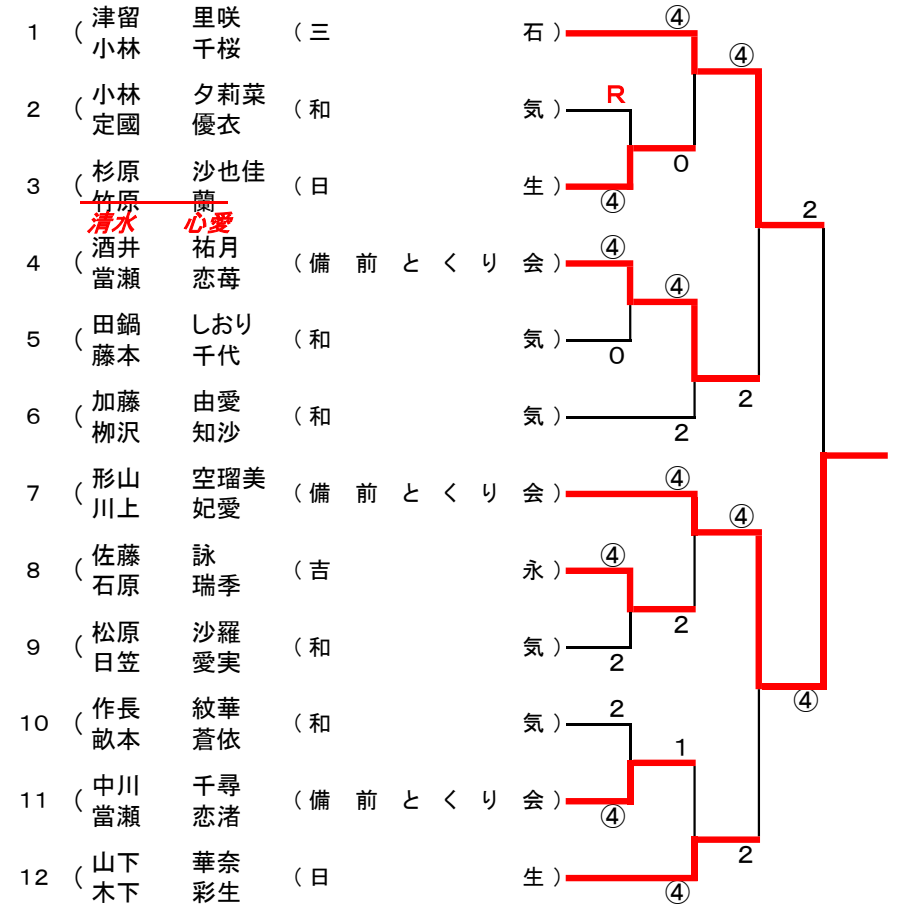 ④
津留 里咲
1 ( (三 石)
小林 千桜
④
小林 夕莉菜 R
2 ( (和 気)
定國 優衣
0
杉原 沙也佳
3 ( (日 生)
竹原 蘭 ④
清水 心愛 2
酒井 祐月 ④
4 ( (備前とくり会)
當瀬 恋苺 ④
田鍋 しおり
5 ( (和 気)
藤本 千代 0
加藤 由愛 2
6 ( (和 気)
栁沢 知沙 2
形山 空瑠美 ④
7 ( (備前とくり会)
川上 妃愛 ④
佐藤 詠 ④
8 ( (吉 永)
石原 瑞季
2
松原 沙羅
9 ( (和 気)
日笠 愛実 2
④
作長 紋華 2
10 ( (和 気)
畝本 蒼依 1
中川 千尋
11 ( (備前とくり会)
當瀬 恋渚 ④
2
山下 華奈
12 ( (日 生)
木下 彩生 ④